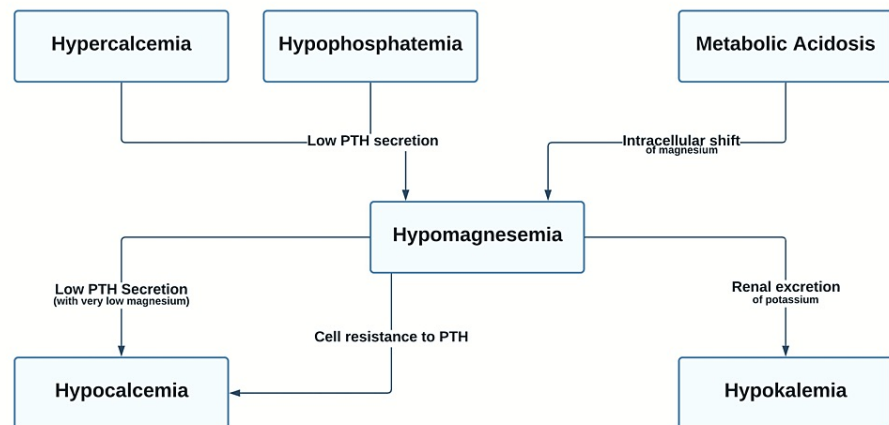 Hypercalcemia
Hypophosphatemia
Metabolic Acidosis
Low PTH secretion
Intracellular shift
of magnesium
Hypomagnesemia
Low PTH Secretion
(with very low magnesium)
Renal excretion
of potassium
Cell resistance to PTH
Hypocalcemia
Hypokalemia